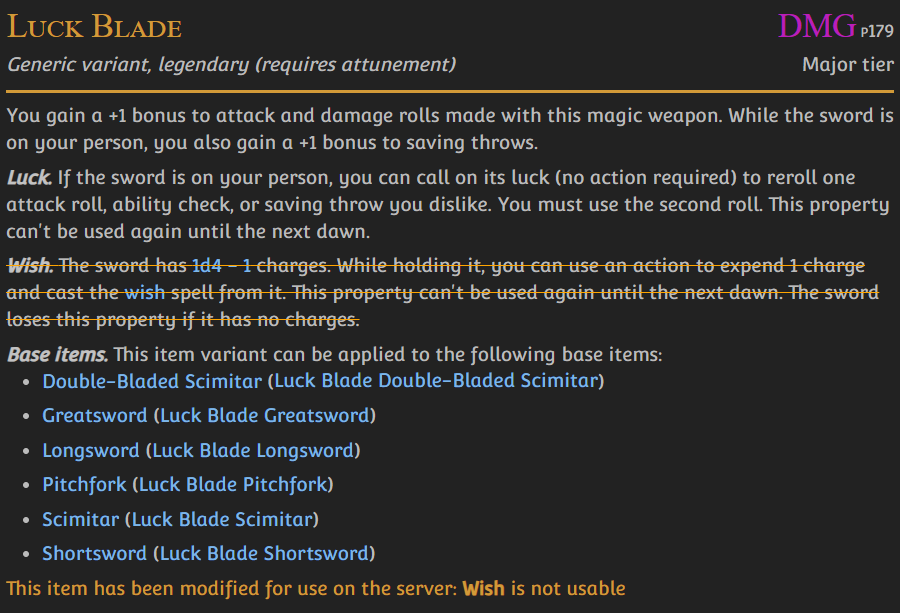 Luck Blade DMG P179
Generic variant, legendary (requires attunement) Major tier
You gain a +1 bonus to attack and damage rolls made with this magic weapon. While the sword is
on your person, you also gain a +1 bonus to saving throws.
Luck. If the sword is on your person, you can call on its luck (no action required) to reroll one
attack roll, ability check, or saving throw you dislike. You must use the second roll. This property
can't be used again until the next dawn.
Wish. The sword has 1d4 − 1 charges. While holding it, you can use an action to expend 1 charge
and cast the wish spell from it. This property can't be used again until the next dawn. The sword
loses this property if it has no charges.
Base items. This item variant can be applied to the following base items:
• Double-Bladed Scimitar (Luck Blade Double-Bladed Scimitar)
• Greatsword (Luck Blade Greatsword)
• Longsword (Luck Blade Longsword)
• Pitchfork (Luck Blade Pitchfork)
• Scimitar (Luck Blade Scimitar)
• Shortsword (Luck Blade Shortsword)
This item has been modified for use on the server: Wish is not usable